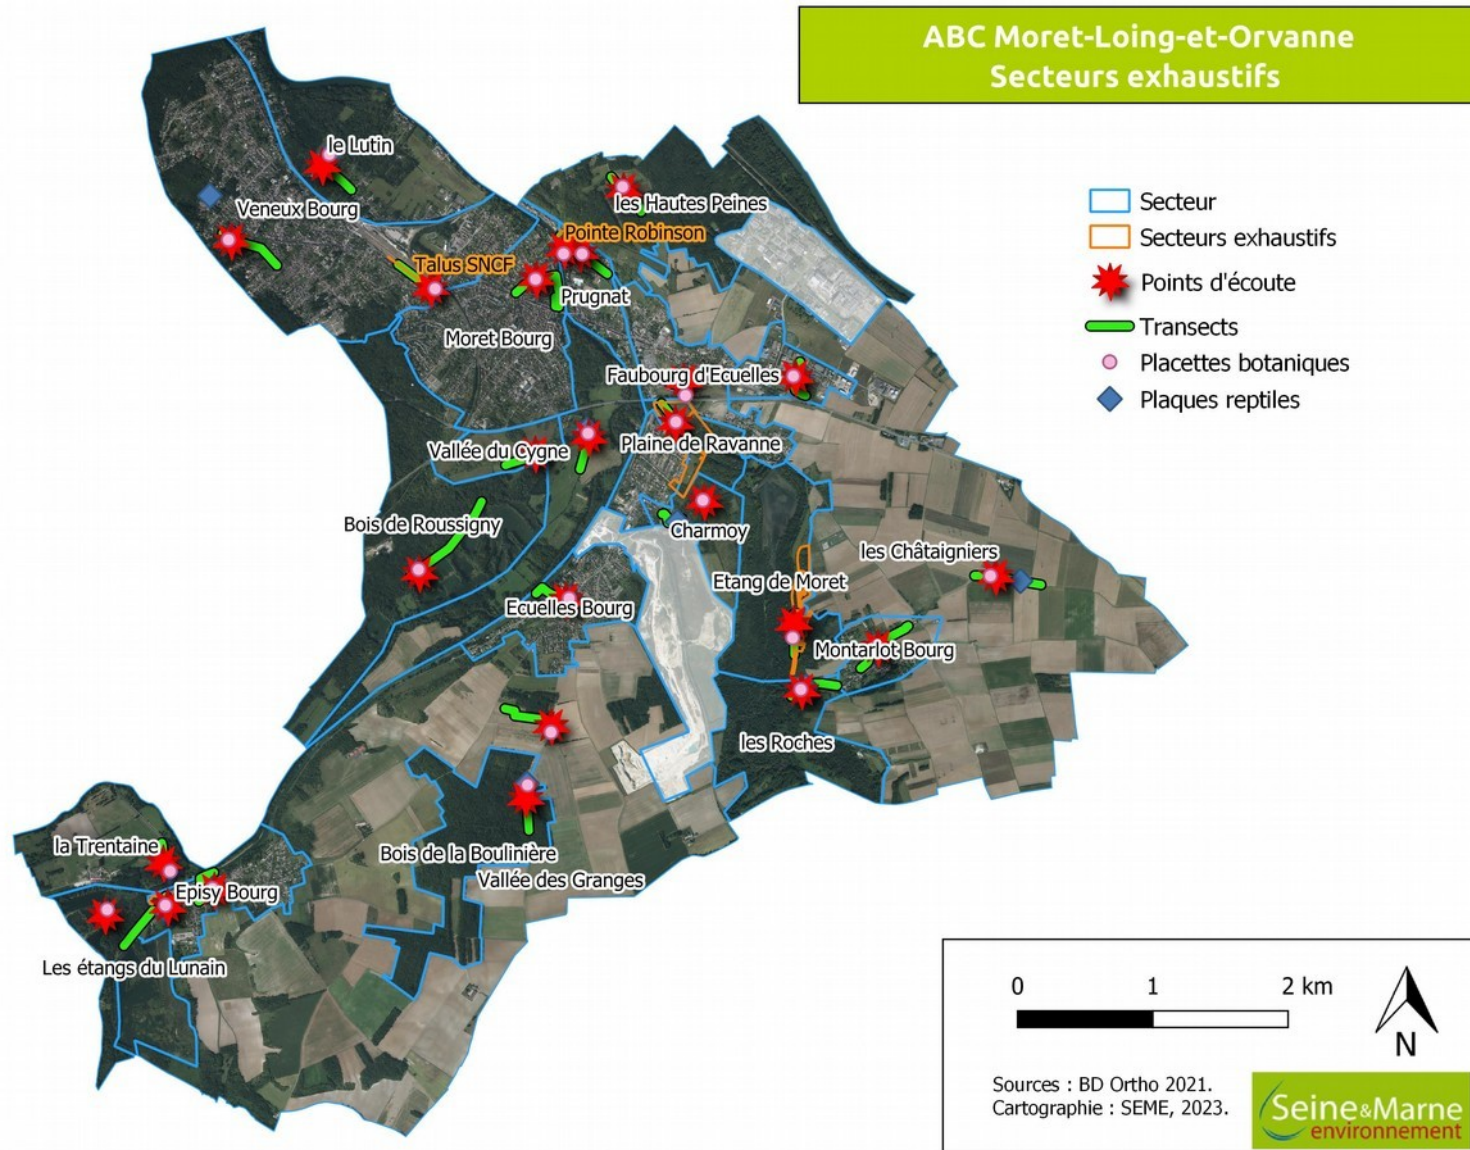 ABC Moret-Loing-et-Orvanne
Secteurs exhaustifs
le Lutin
Veneux Bourg
les Hautes Peines
Pointe Robinson
Talus SNCF
Prugnat
Moret Bourg
Faubourg d'Ecuelles
Vallée du Cygne
Plaine de Ravanne
Bois de Roussigny
Charmoy
les Châtaigniers
Etang de Moret
Ecuelles Bourg
Montarlot Bourg
les Roches
la Trentaine
Bois de la Boulinière
Vallée des Granges
Episy Bourg
Les étangs du Lunain
Secteur
Secteurs exhaustifs
Points d'écoute
Transects
Placettes botaniques
Plaques reptiles
0 1 2 km
N
Sources : BD Ortho 2021.
Cartographie : SEME, 2023.
Seine&Marne
environnement